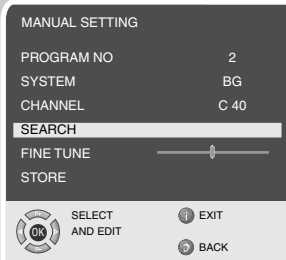 MANUAL SETTING
PROGRAM NO 2
SYSTEM BG
CHANNEL C 40
SEARCH
FINE TUNE
STORE
OK
SELECT AND EDIT
EXIT
BACK